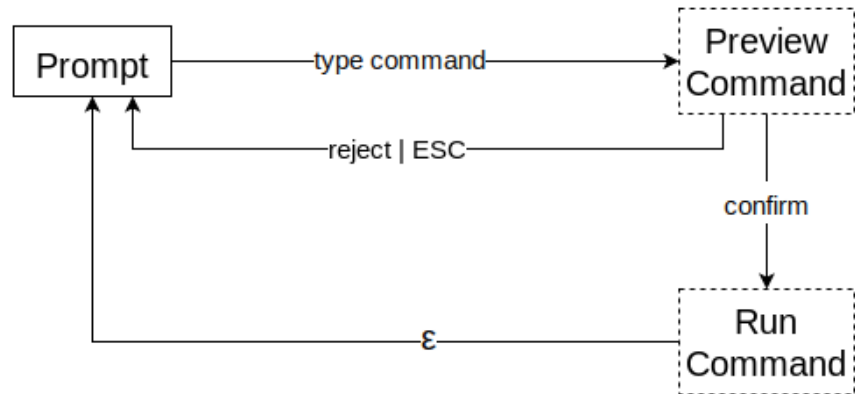 Prompt
type command
Preview
Command
reject | ESC
confirm
ε
Run
Command